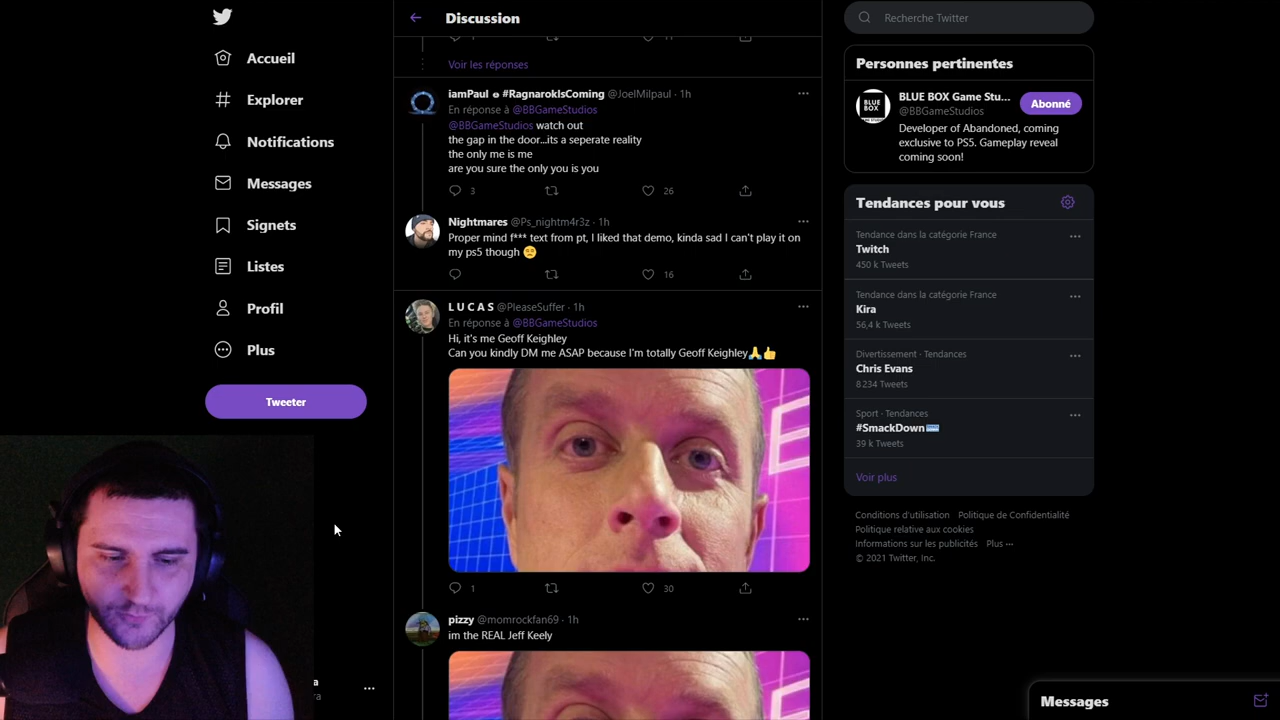 Accueil
Explorer
Notifications
Messages
Signets
Listes
Profil
Plus
Tweeter
Discussion
Voir les réponses
iamPaul #RagnarokIsComing @JoelMilpaul · 1h
En réponse à @BBGameStudios
@BBGameStudios watch out
the gap in the door...its a seperate reality
the only me is me
are you sure the only you is you
3 26
Nightmares @Ps_nightm4r3z · 1h
Proper mind f*** text from pt, I liked that demo, kinda sad I can't play it on
my ps5 though 😒
16
L U C A S @PleaseSuffer · 1h
En réponse à @BBGameStudios
Hi, it's me Geoff Keighley
Can you kindly DM me ASAP because I'm totally Geoff Keighley🙏👍
1 30
pizzy @momrockfan69 · 1h
im the REAL Jeff Keely
Recherche Twitter
Personnes pertinentes
BLUE BOX
BLUE BOX Game Stu...
@BBGameStudios
Abonné
Developer of Abandoned, coming
exclusive to PS5. Gameplay reveal
coming soon!
Tendances pour vous
Tendance dans la catégorie France
Twitch
450 k Tweets
Tendance dans la catégorie France
Kira
56,4 k Tweets
Divertissement · Tendances
Chris Evans
8 234 Tweets
Sport · Tendances
#SmackDown
39 k Tweets
Voir plus
Conditions d'utilisation Politique de Confidentialité
Politique relative aux cookies
Informations sur les publicités Plus ···
© 2021 Twitter, Inc.
Messages